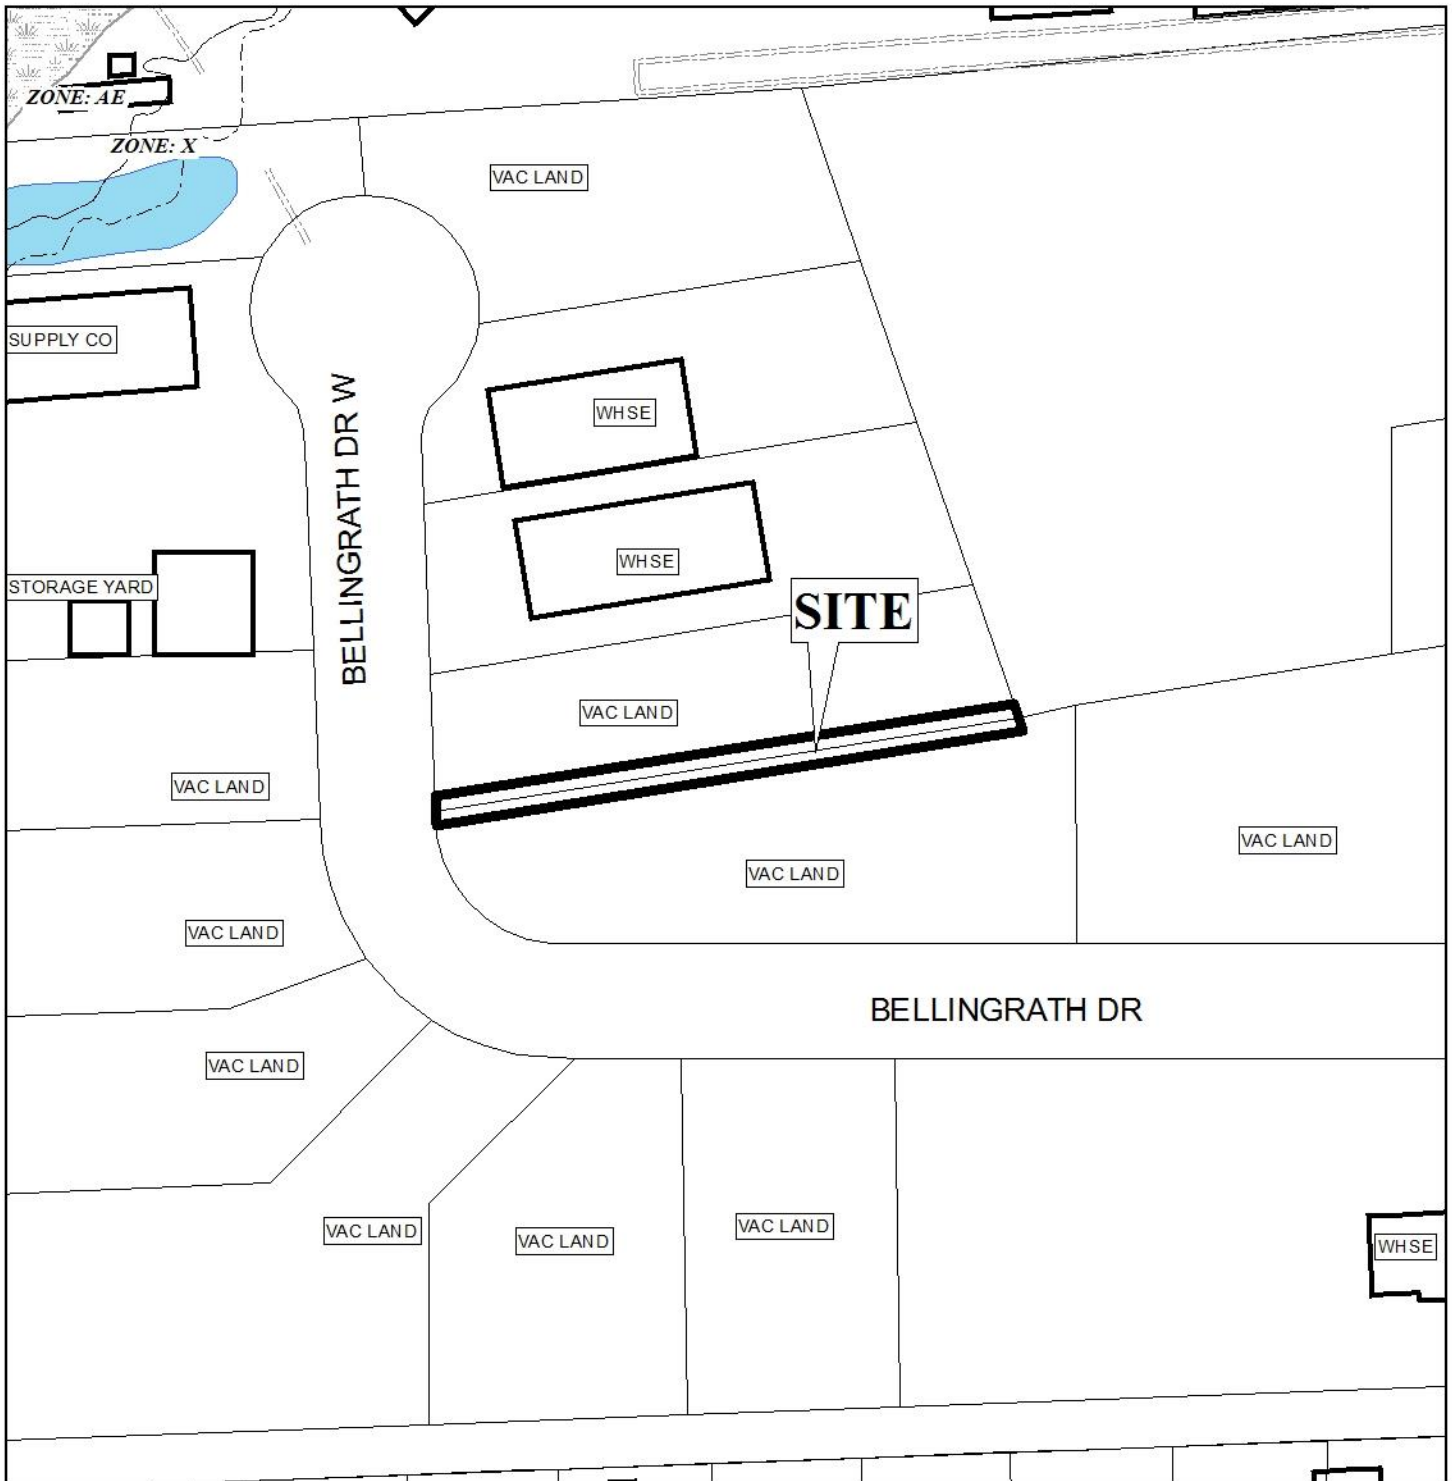 ZONE: AE
ZONE: X
VAC LAND
SUPPLY CO
WHSE
BELLINGRATH DR W
WHSE
STORAGE YARD
SITE
VAC LAND
VAC LAND
VAC LAND
VAC LAND
VAC LAND
BELLINGRATH DR
VAC LAND
VAC LAND
VAC LAND
VAC LAND
WHSE